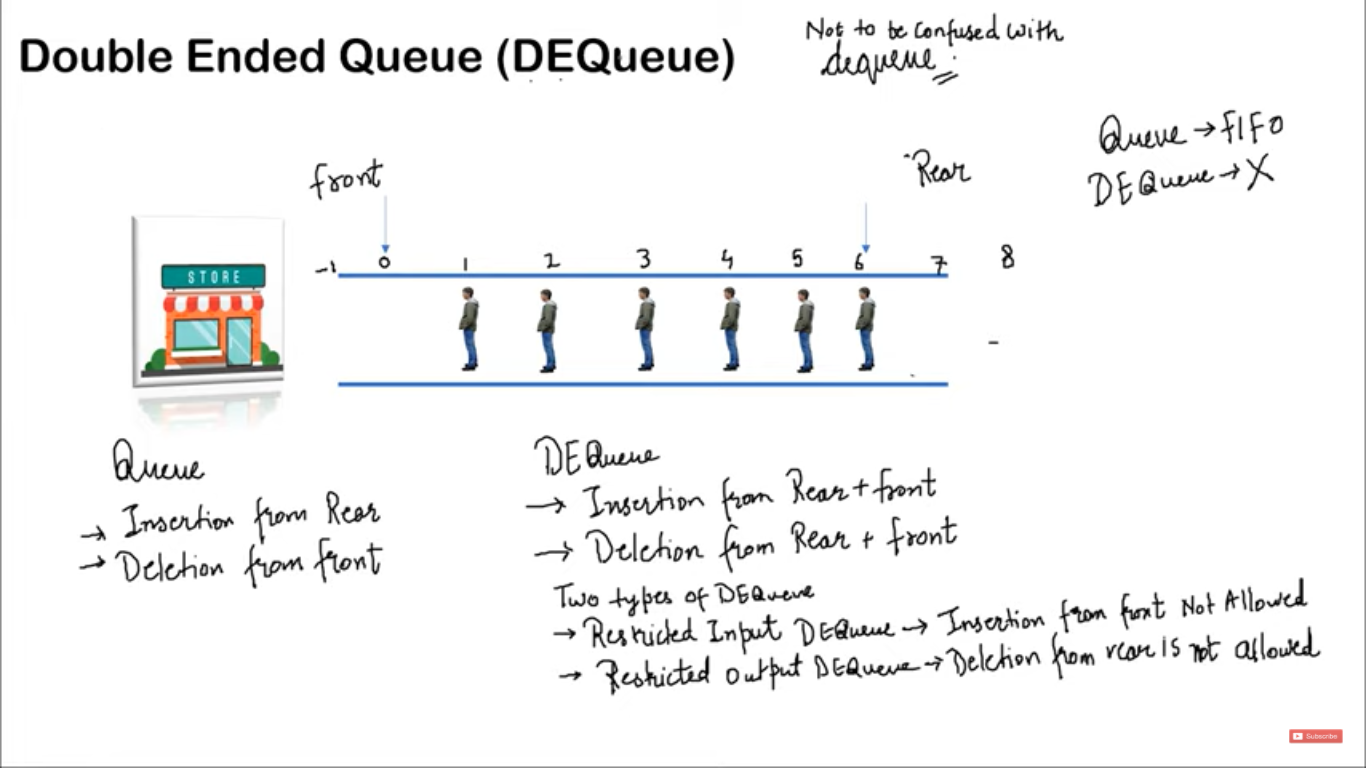 Double Ended Queue (DEQueue)
Not to be confused with
dequeue
Queue → FIFO
DEQueue → X
front
Rear
-1 0 1 2 3 4 5 6 7 8
STORE
Queue
→ Insertion from Rear
→ Deletion from front
DEQueue
→ Insertion from Rear + front
→ Deletion from Rear + front
Two types of DEQueue
→ Restricted Input DEQueue → Insertion from front Not Allowed
→ Restricted Output DEQueue → Deletion from rear is not allowed
Subscribe